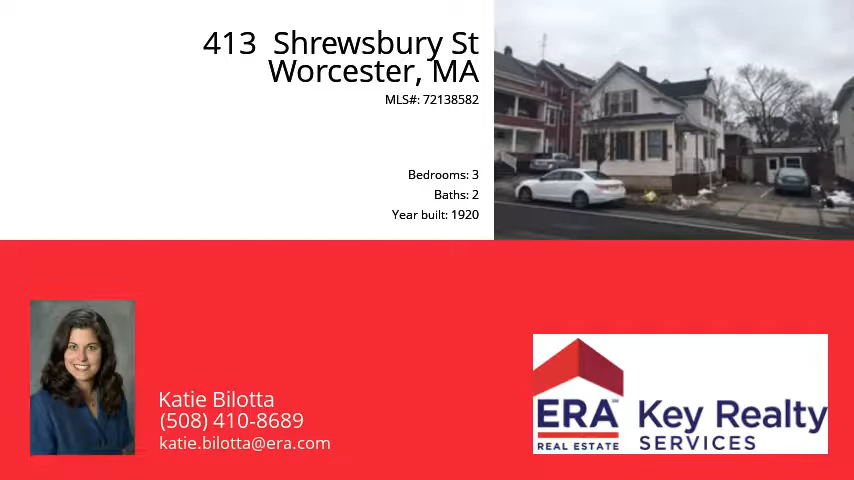 413  Shrewsbury St
Worcester, MA
MLS#: 72138582
Bedrooms: 3
Baths: 2
Year built: 1920
Katie Bilotta
(508) 410-8689
katie.bilotta@era.com
ERA
REAL ESTATE
Key Realty
SERVICES